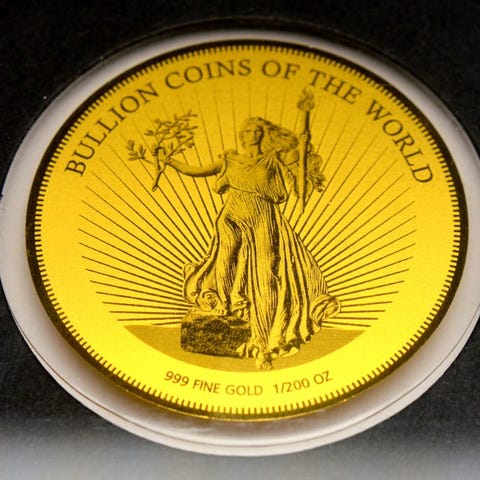 BULLION COINS OF THE WORLD
999 FINE GOLD 1/200 OZ